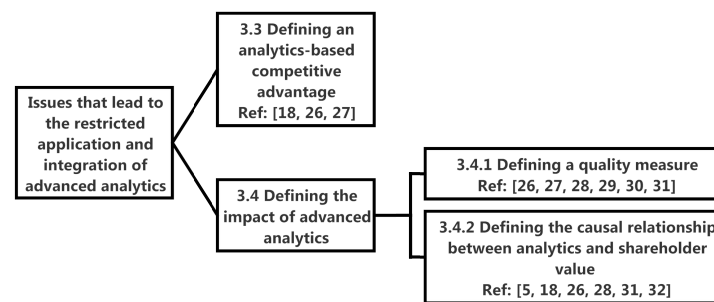 Issues that lead to
the restricted
application and
integration of
advanced analytics
3.3 Defining an
analytics-based
competitive
advantage
Ref: [18, 26, 27]
3.4 Defining the
impact of advanced
analytics
3.4.1 Defining a quality measure
Ref: [26, 27, 28, 29, 30, 31]
3.4.2 Defining the causal relationship
between analytics and shareholder
value
Ref: [5, 18, 26, 28, 31, 32]